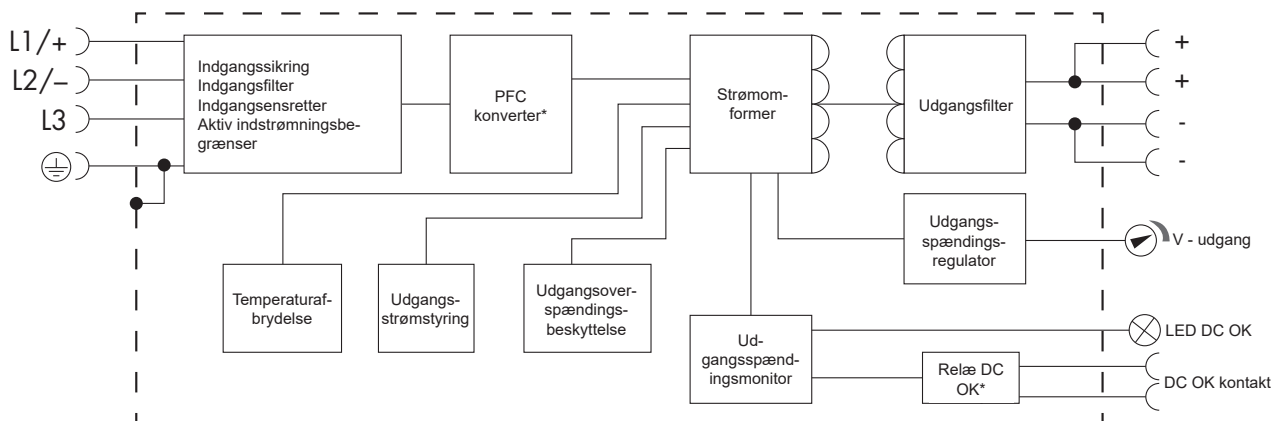 L1/+
L2/–
L3
Indgangssikring
Indgangsfilter
Indgangsensretter
Aktiv indstrømningsbe-
grænser
PFC
konverter*
Strømom-
former
Udgangsfilter
+
+
-
-
Udgangs-
spændings-
regulator
V - udgang
Temperaturaf-
brydelse
Udgangs-
strømstyring
Udgangsover-
spændings-
beskyttelse
Ud-
gangsspænd-
ingsmonitor
LED DC OK
Relæ DC
OK*
DC OK kontakt